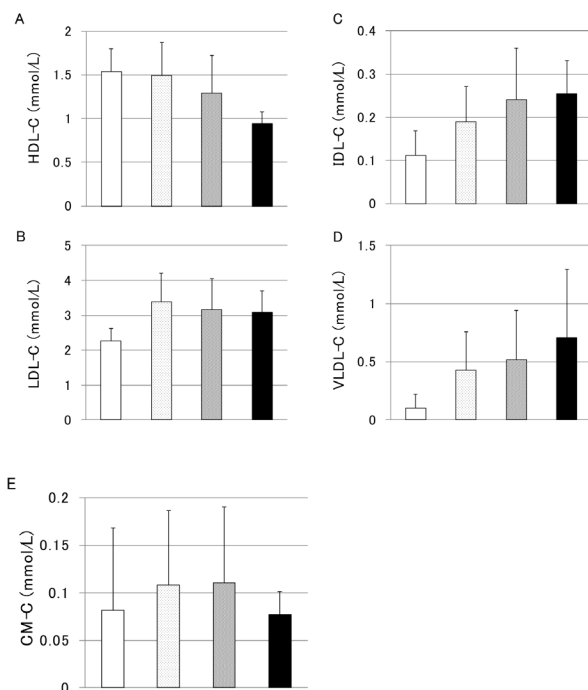 A
HDL-C (mmol/L)
2
1.5
1
0.5
0
B
LDL-C (mmol/L)
5
4
3
2
1
0
C
IDL-C (mmol/L)
0.4
0.3
0.2
0.1
0
D
VLDL-C (mmol/L)
1.5
1
0.5
0
E
CM-C (mmol/L)
0.2
0.15
0.1
0.05
0